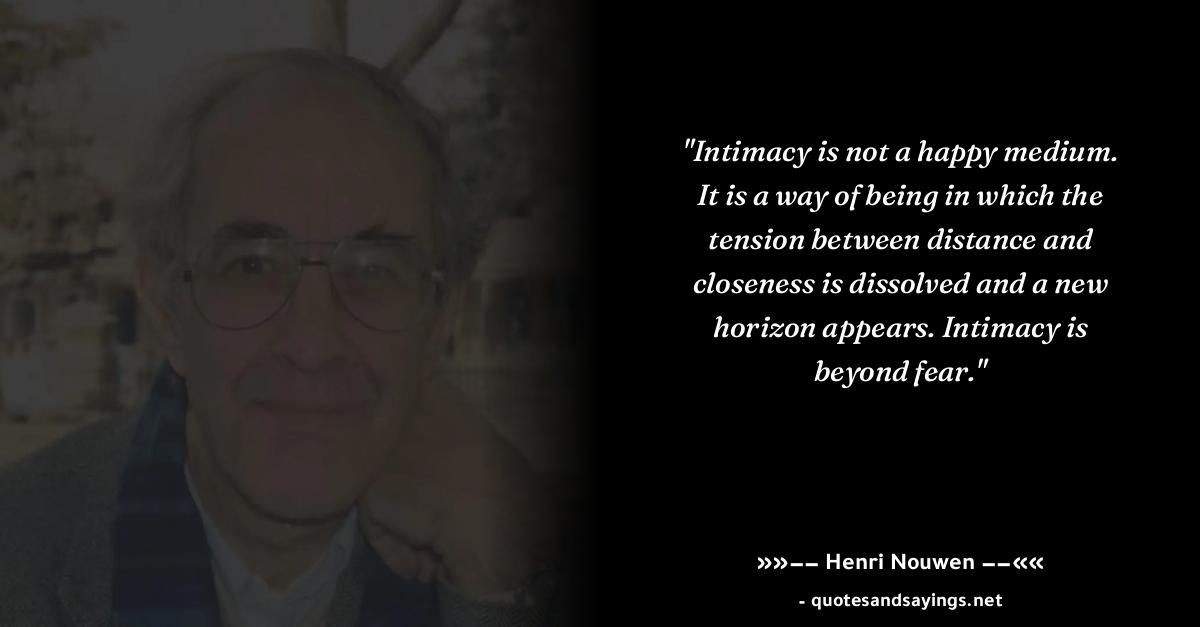 "Intimacy is not a happy medium.
It is a way of being in which the
tension between distance and
closeness is dissolved and a new
horizon appears. Intimacy is
beyond fear."
»»–– Henri Nouwen ––««
- quotesandsayings.net